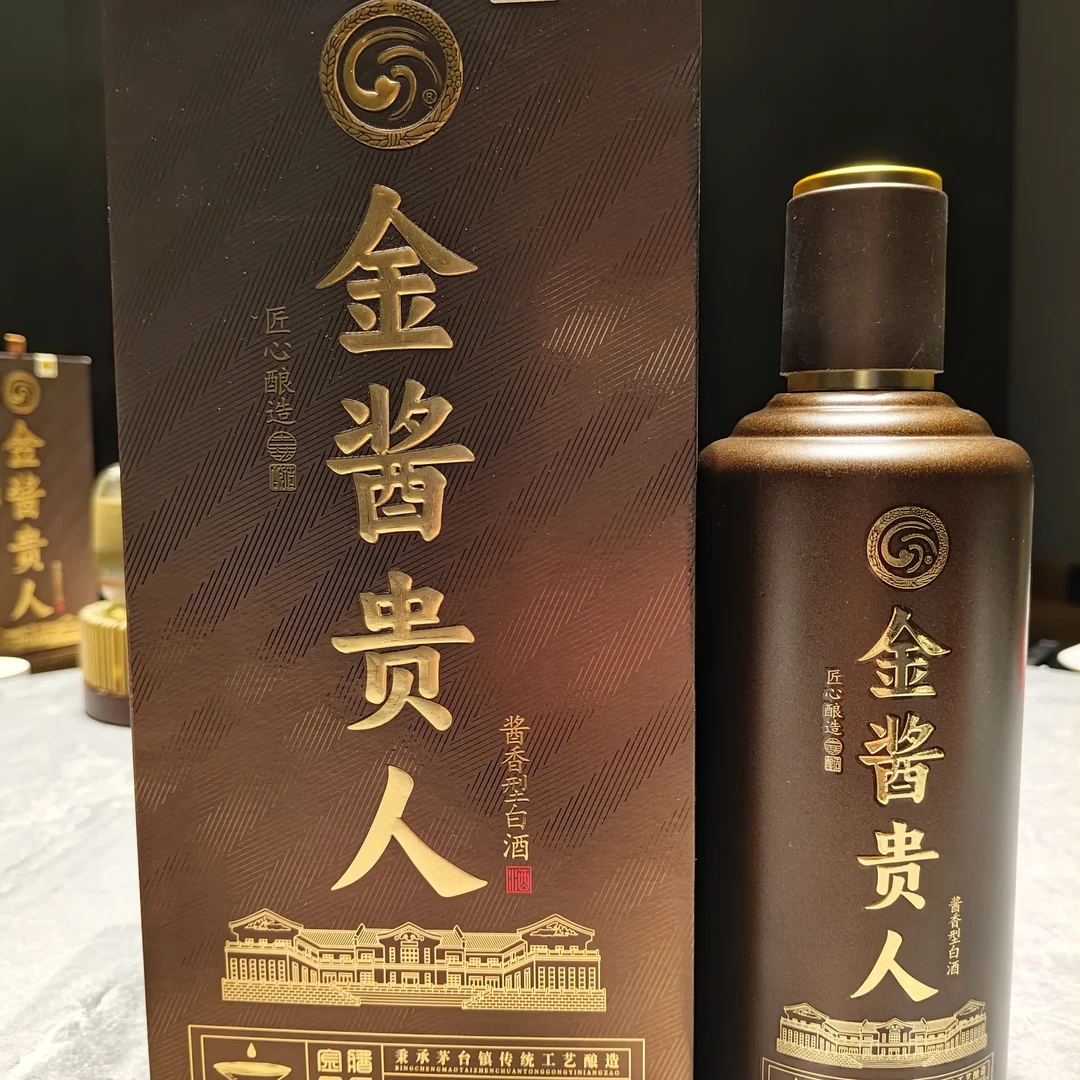 金酱贵人
匠心酿造
酱香型白酒
秉承茅台镇传统工艺酿造
BINGCHENGMAOTAIZHENCHUANTONGGONGYINIANGZAO
金酱贵人
匠心酿造
酱香型白酒
金酱贵人